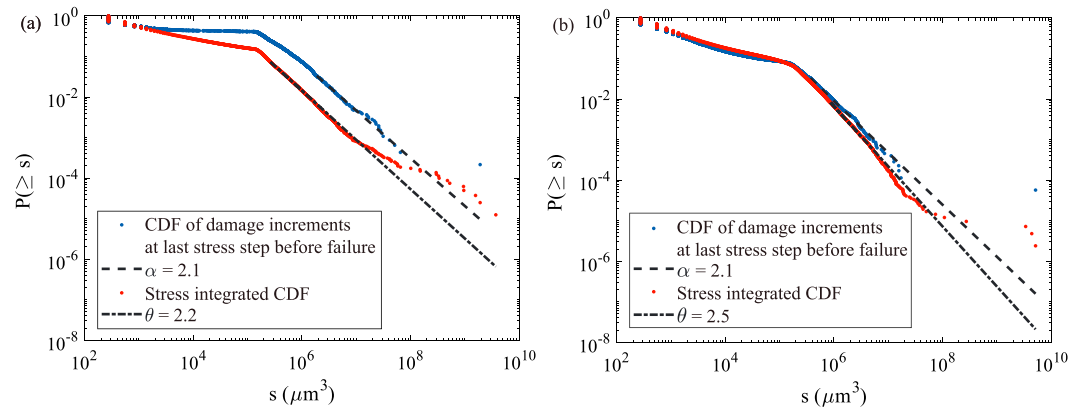 (a)
10^0
10^-2
10^-4
10^-6
10^-8
P(≥ s)
CDF of damage increments
at last stress step before failure
α = 2.1
Stress integrated CDF
θ = 2.2
10^2 10^4 10^6 10^8 10^10
s (μm^3)
(b)
10^0
10^-2
10^-4
10^-6
10^-8
P(≥ s)
CDF of damage increments
at last stress step before failure
α = 2.1
Stress integrated CDF
θ = 2.5
10^2 10^4 10^6 10^8 10^10
s (μm^3)